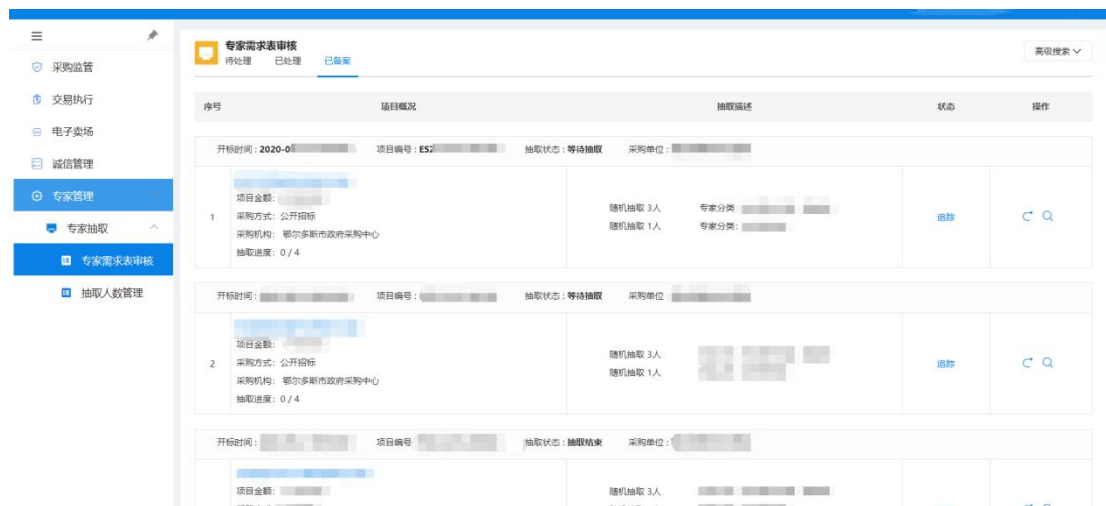 专家需求表审核
待处理 已处理 已备案
高级搜索
采购监管
交易执行
电子卖场
诚信管理
专家管理
专家抽取
专家需求表审核
抽取人数管理
序号 项目概况 抽取描述 状态 操作
开标时间：2020-0 项目编号：ES2 抽取状态：等待抽取 采购单位：
项目金额：
1 采购方式： 公开招标
采购机构： 鄂尔多斯市政府采购中心
抽取进度： 0 / 4
随机抽取 3人 专家分类：
随机抽取 1人 专家分类：
追踪
开标时间： 项目编号： 抽取状态：等待抽取 采购单位：
项目金额：
2 采购方式： 公开招标
采购机构： 鄂尔多斯市政府采购中心
抽取进度： 0 / 4
随机抽取 3人
随机抽取 1人
追踪
开标时间： 项目编号 抽取状态：抽取结束 采购单位：
项目金额：
随机抽取 3人